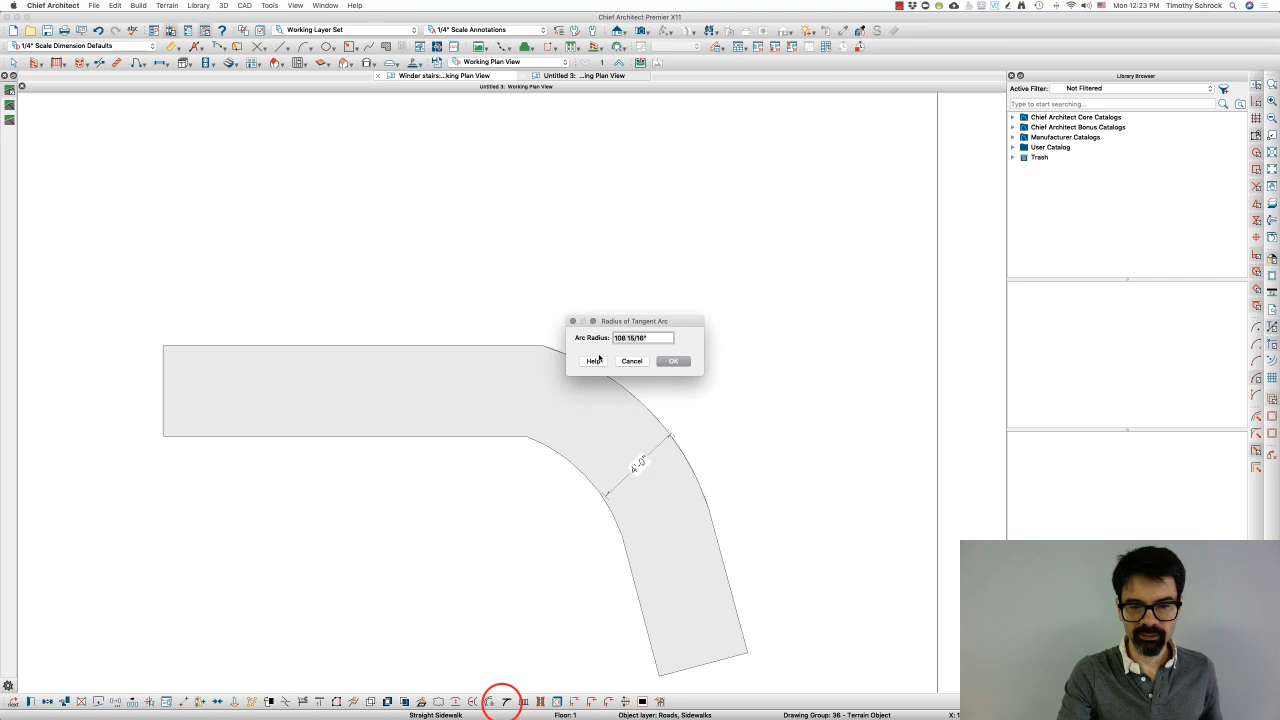 Chief Architect File Edit Build Terrain Library 3D CAD Tools View Window Help Mon 12:23 PM Timothy Schrock
Chief Architect Premier X11
Working Layer Set 1/4" Scale Annotations
1/4" Scale Dimension Defaults
Working Plan View 1
Winder stairs:...king Plan View Untitled 3: ...ing Plan View
Untitled 3: Working Plan View
Library Browser
Active Filter: Not Filtered
Type to start searching...
Chief Architect Core Catalogs
Chief Architect Bonus Catalogs
Manufacturer Catalogs
User Catalog
Trash
Radius of Tangent Arc
Arc Radius: 108 15/16"
Help Cancel OK
4'-0"
Straight Sidewalk Floor: 1 Object layer: Roads, Sidewalks Drawing Group: 36 - Terrain Object X: 1